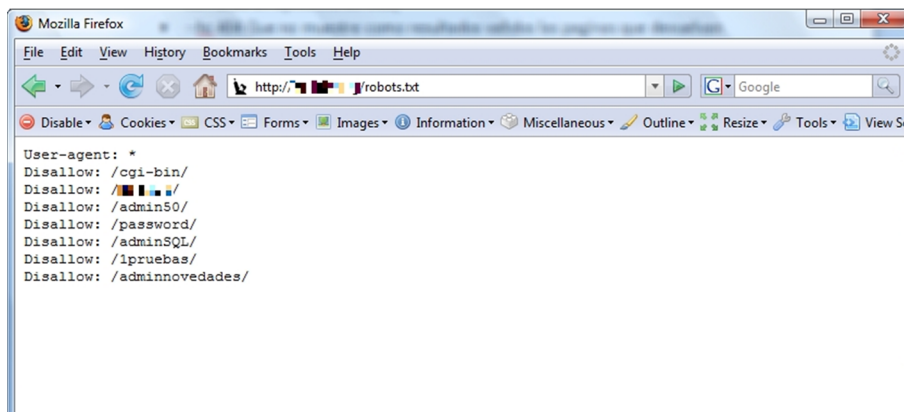 Mozilla Firefox
File Edit View History Bookmarks Tools Help
http:// /robots.txt
Google
Disable Cookies CSS Forms Images Information Miscellaneous Outline Resize Tools View
User-agent: *
Disallow: /cgi-bin/
Disallow: / /
Disallow: /admin50/
Disallow: /password/
Disallow: /adminSQL/
Disallow: /1pruebas/
Disallow: /adminnovedades/